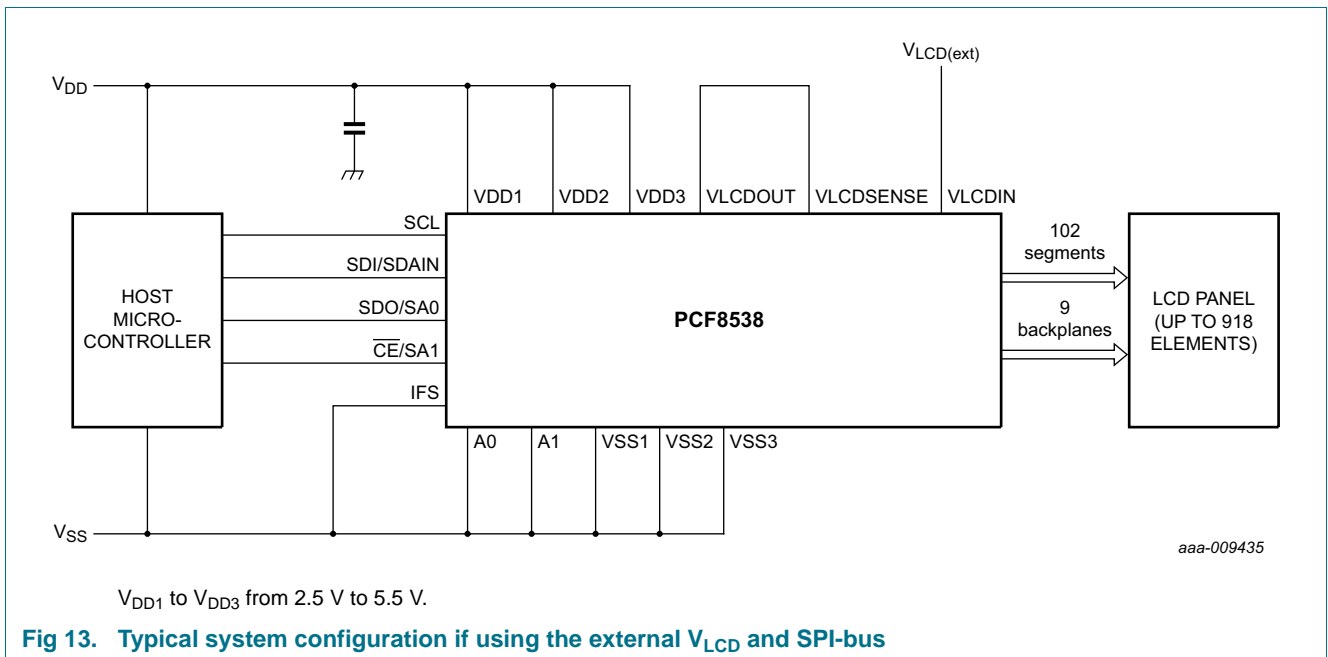 VLCD(ext)
VDD
VDD1 VDD2 VDD3 VLCDOUT VLCDSENSE VLCDIN
SCL
SDI/SDAIN
SDO/SA0
CE/SA1
IFS
HOST
MICRO-
CONTROLLER
PCF8538
102
segments
9
backplanes
LCD PANEL
(UP TO 918
ELEMENTS)
A0 A1 VSS1 VSS2 VSS3
VSS
aaa-009435
VDD1 to VDD3 from 2.5 V to 5.5 V.
Fig 13. Typical system configuration if using the external VLCD and SPI-bus